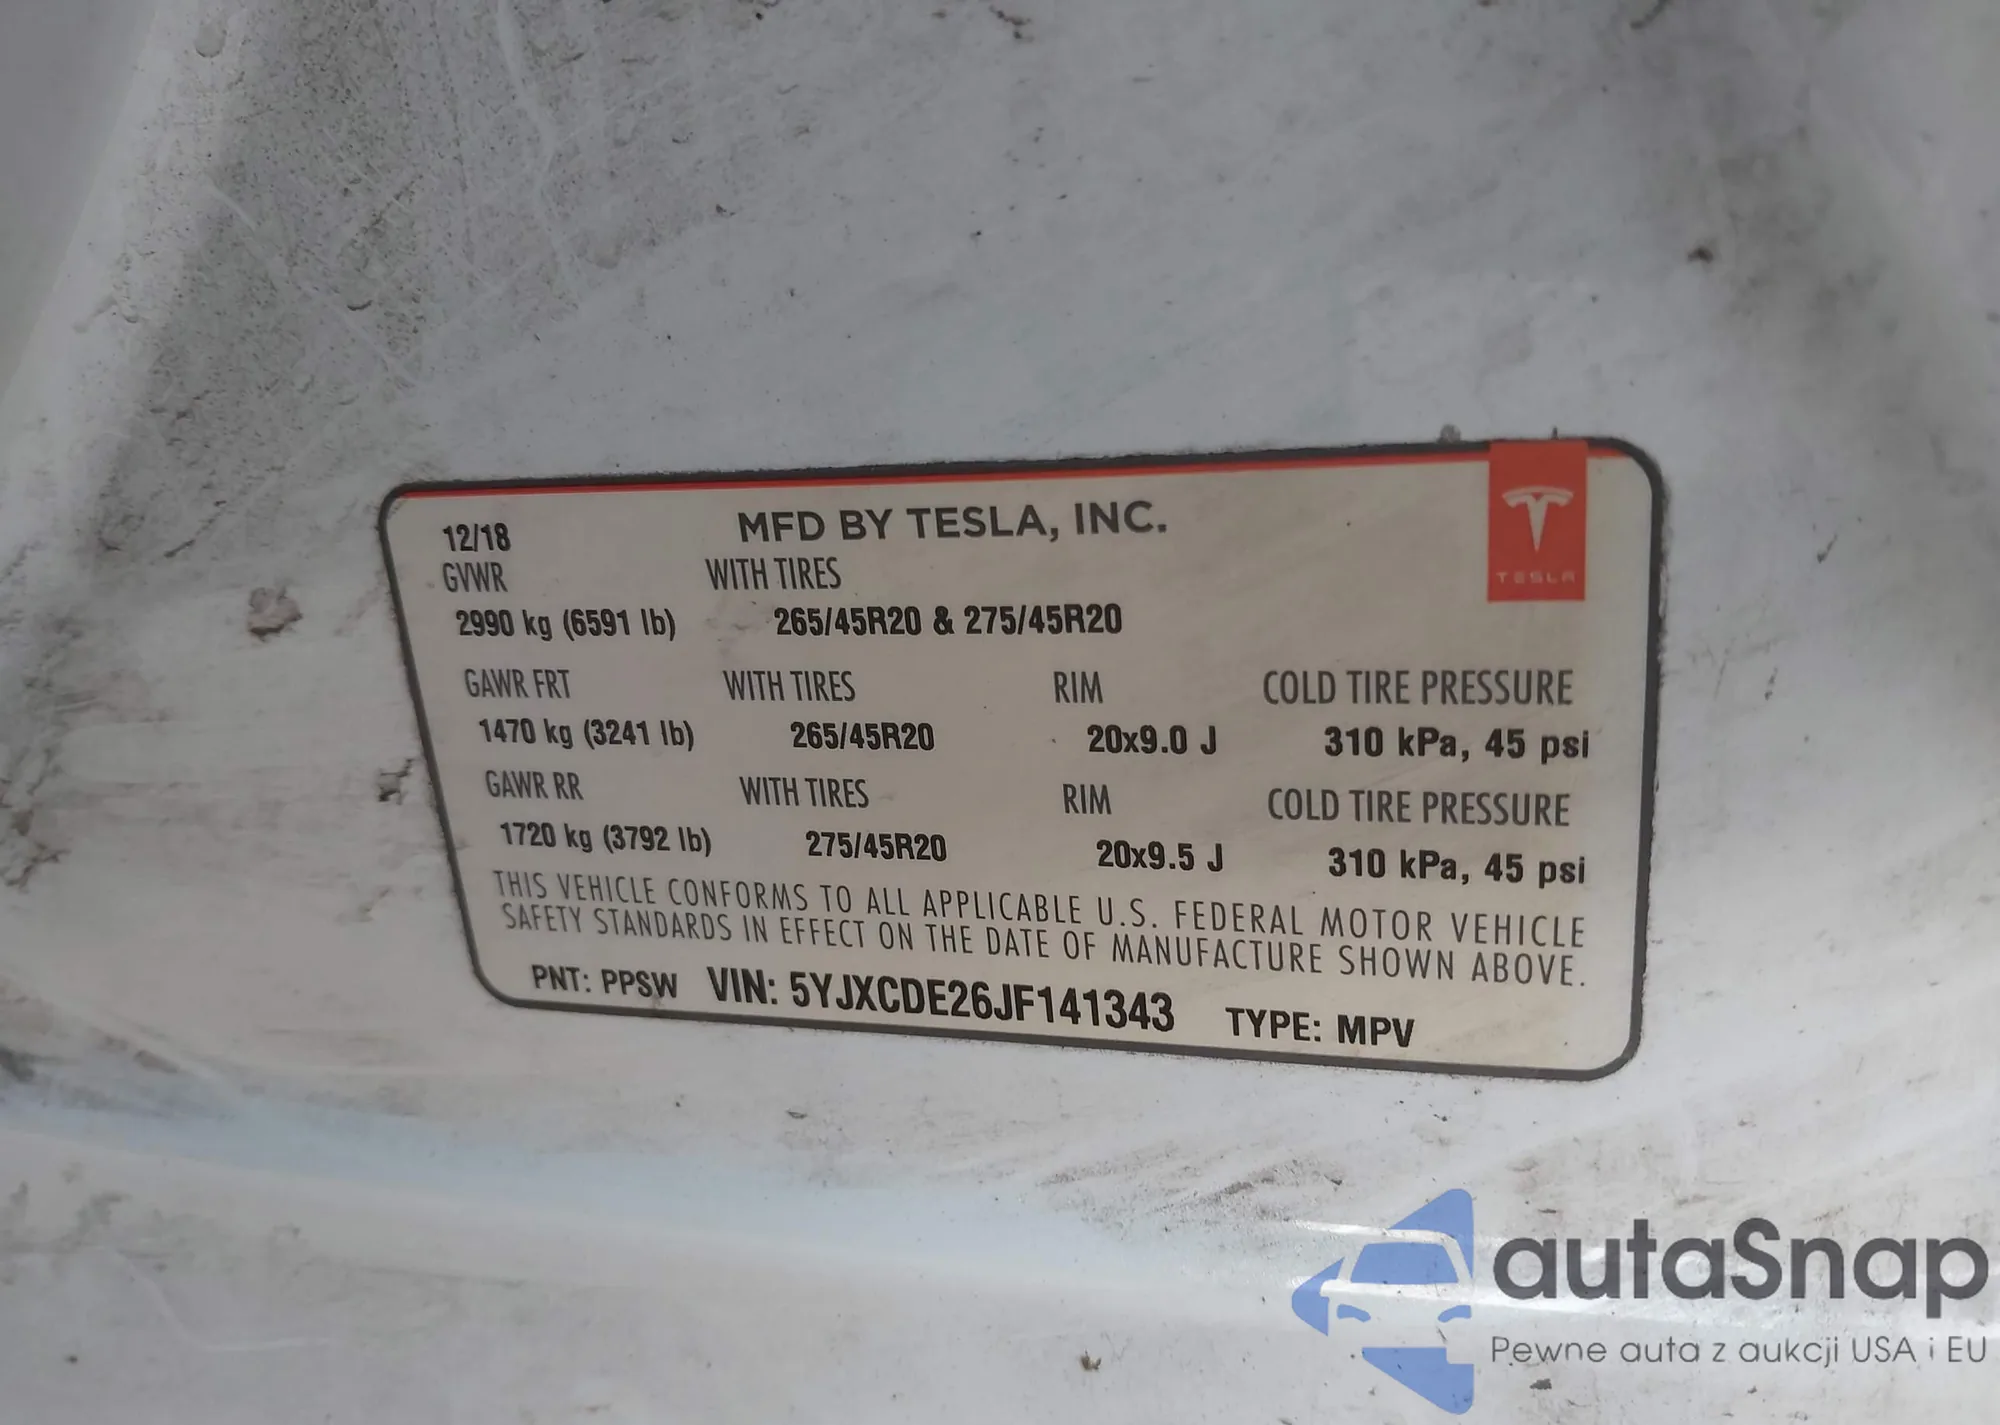 12/18 MFD BY TESLA, INC.
GVWR WITH TIRES
TESLA
2990 kg (6591 lb) 265/45R20 & 275/45R20
GAWR FRT WITH TIRES RIM COLD TIRE PRESSURE
1470 kg (3241 lb) 265/45R20 20x9.0 J 310 kPa, 45 psi
GAWR RR WITH TIRES RIM COLD TIRE PRESSURE
1720 kg (3792 lb) 275/45R20 20x9.5 J 310 kPa, 45 psi
THIS VEHICLE CONFORMS TO ALL APPLICABLE U.S. FEDERAL MOTOR VEHICLE
SAFETY STANDARDS IN EFFECT ON THE DATE OF MANUFACTURE SHOWN ABOVE.
PNT: PPSW VIN: 5YJXCDE26JF141343 TYPE: MPV
autaSnap
Pewne auta z aukcji USA i EU